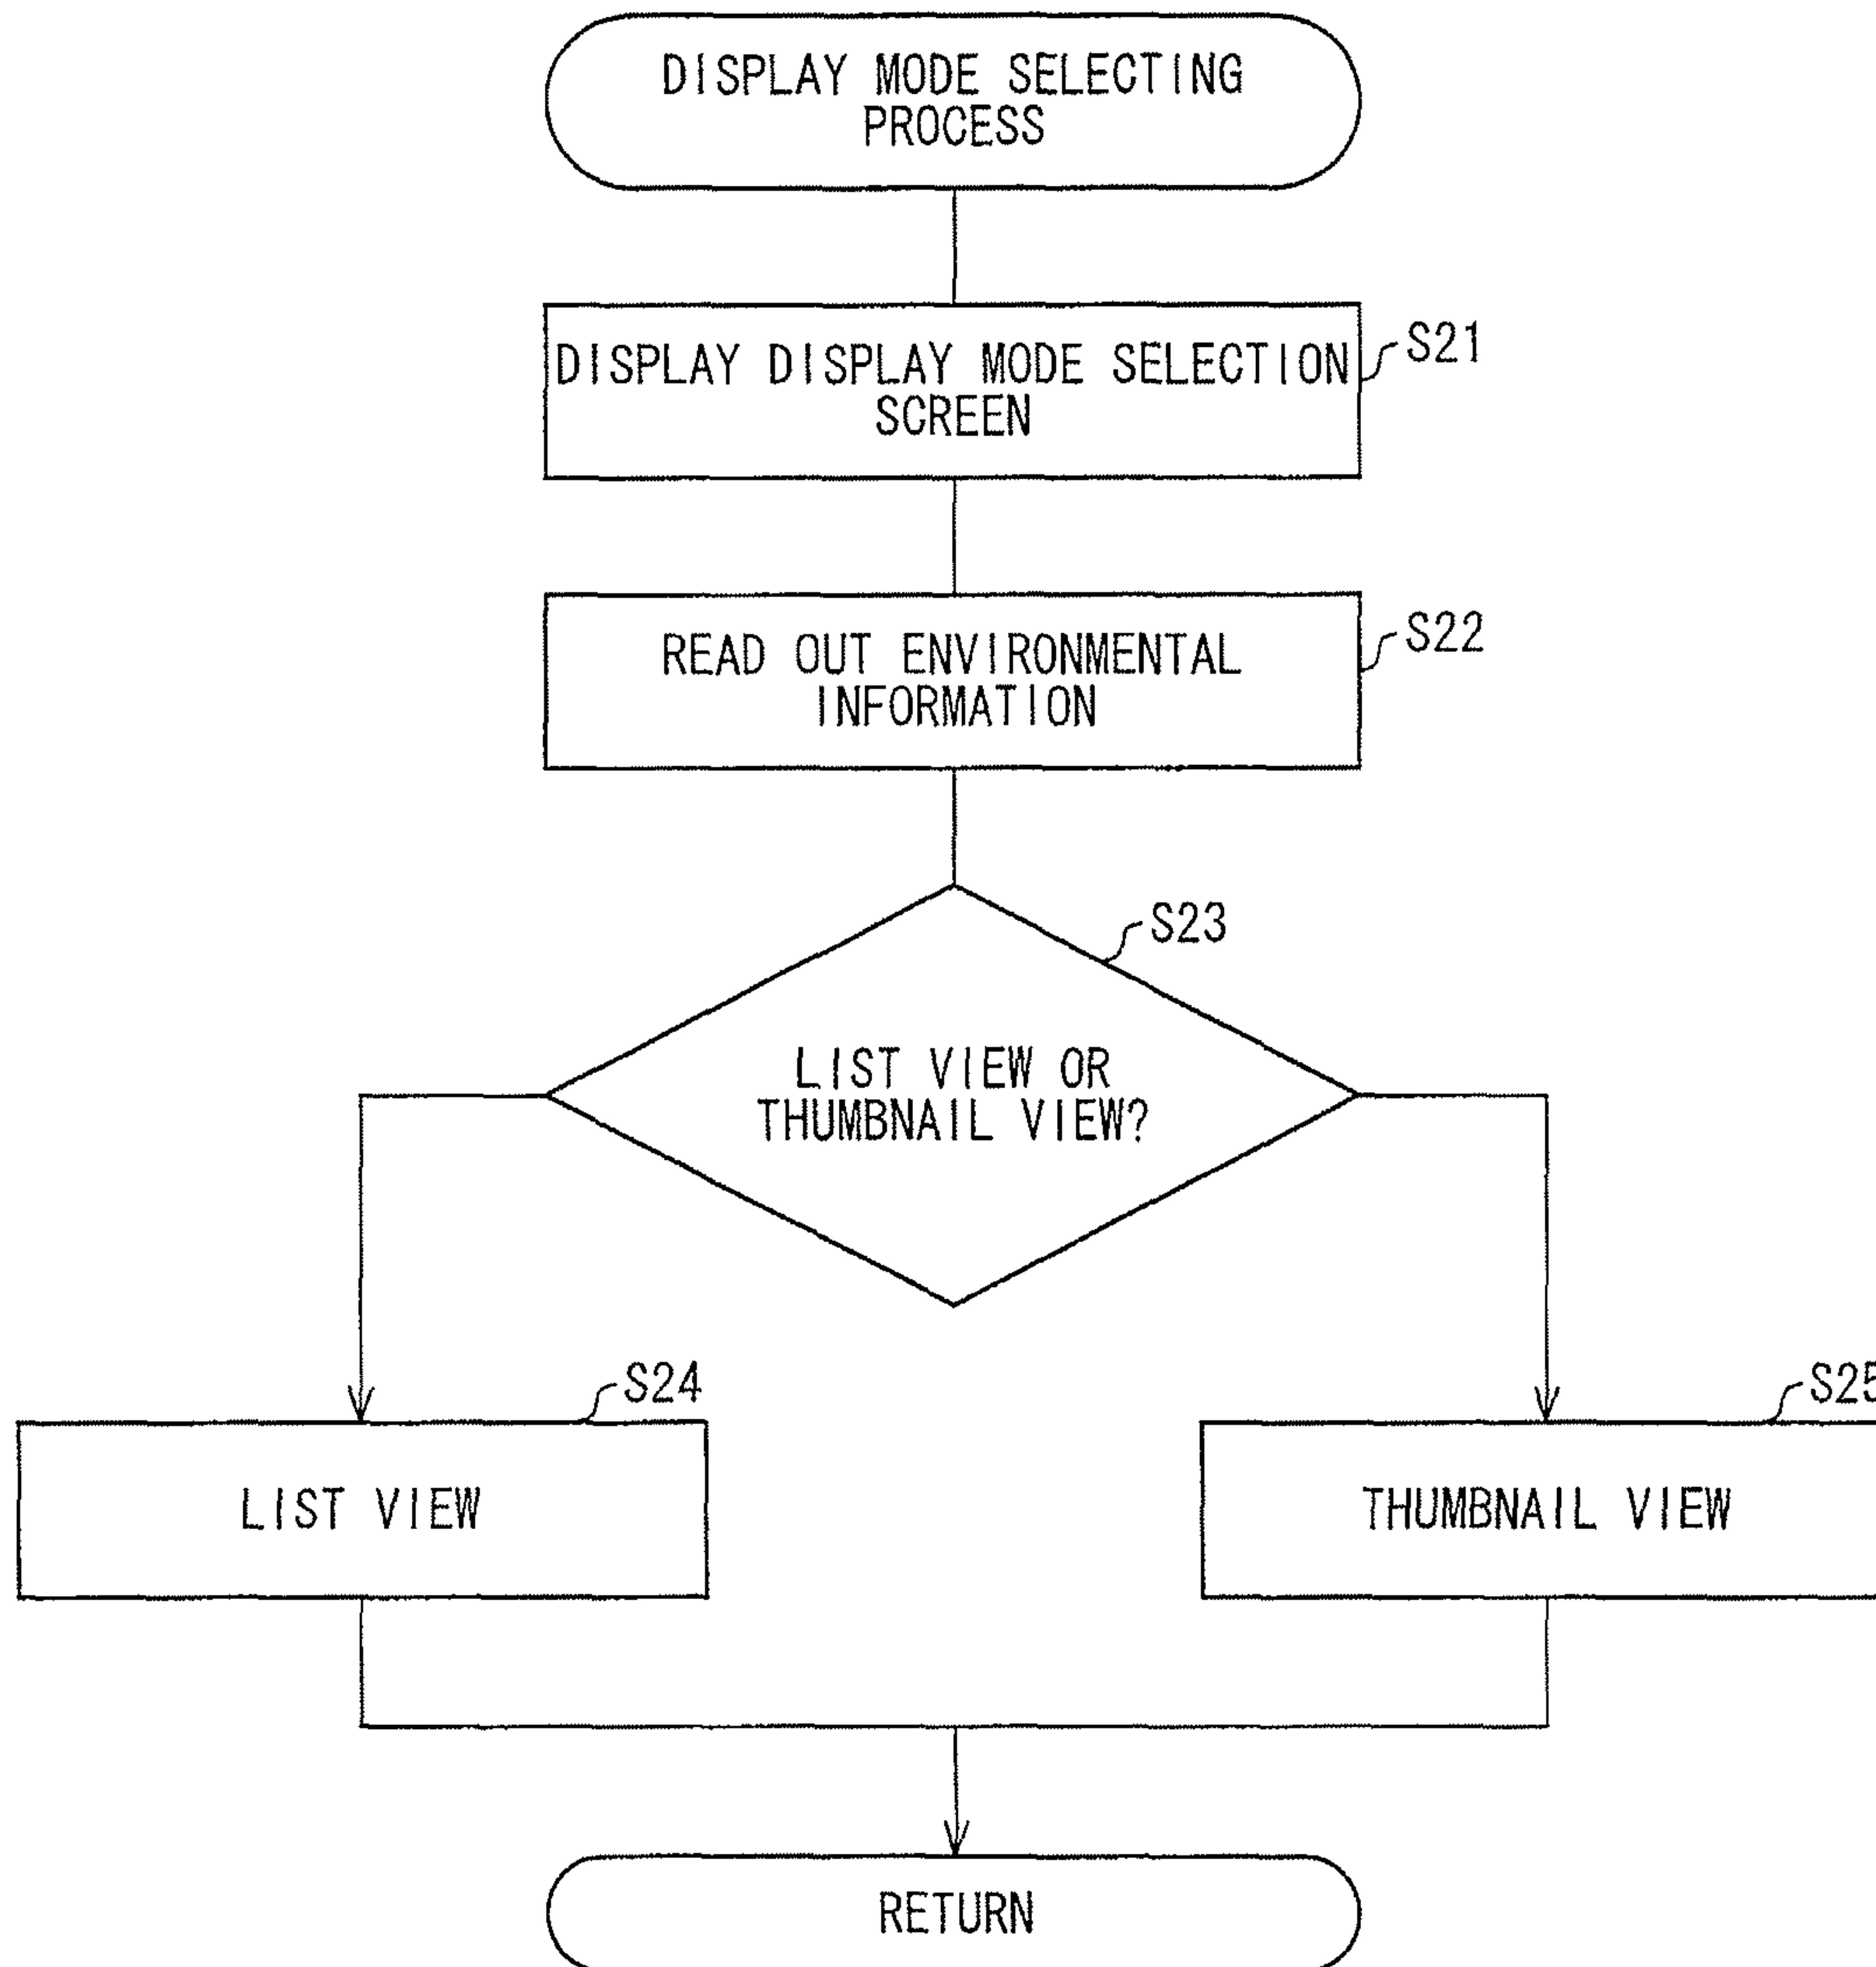 DISPLAY MODE SELECTING
PROCESS
S21
DISPLAY DISPLAY MODE SELECTION
SCREEN
S22
READ OUT ENVIRONMENTAL
INFORMATION
S23
LIST VIEW OR
THUMBNAIL VIEW?
S24
LIST VIEW
S25
THUMBNAIL VIEW
RETURN